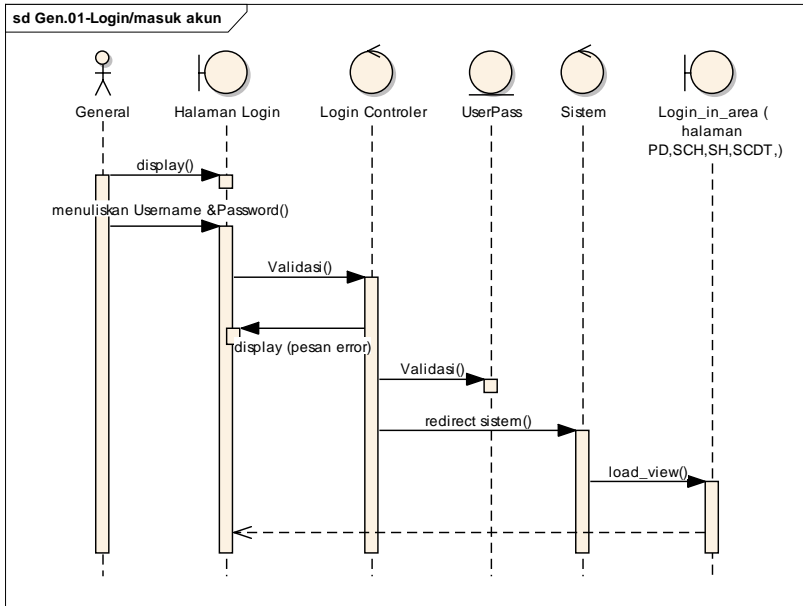 sd Gen.01-Login/masuk akun
General
Halaman Login
Login Controler
UserPass
Sistem
Login_in_area (
halaman
PD,SCH,SH,SCDT,)
display()
menuliskan Username &Password()
Validasi()
display (pesan error)
Validasi()
redirect sistem()
load_view()